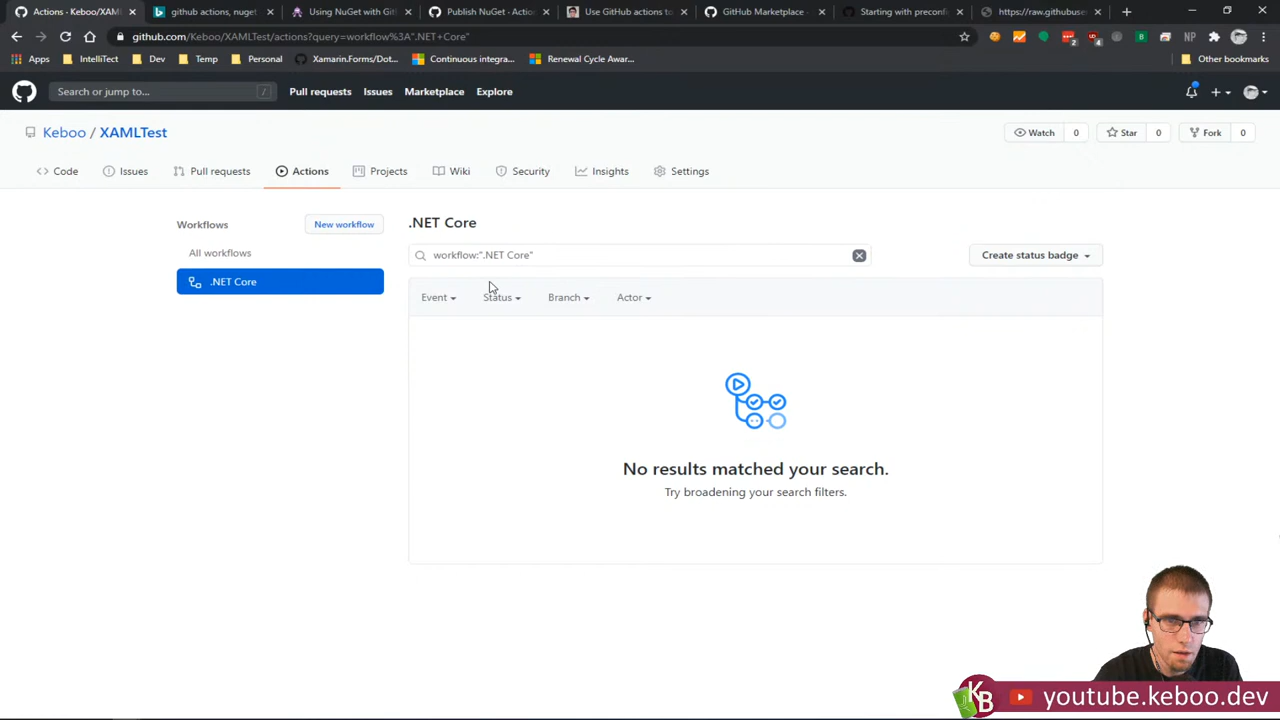 Actions - Keboo/XAML
github actions, nuget
Using NuGet with Git
Publish NuGet - Actio
Use GitHub actions to
GitHub Marketplace -
Starting with preconfi
https://raw.githubuse
github.com/Keboo/XAMLTest/actions?query=workflow%3A".NET+Core"
Apps
IntelliTect
Dev
Temp
Personal
Xamarin.Forms/Dot...
Continuous integra...
Renewal Cycle Awar...
Other bookmarks
Search or jump to...
/
Pull requests
Issues
Marketplace
Explore
Keboo / XAMLTest
Watch 0
Star 0
Fork 0
Code
Issues
Pull requests
Actions
Projects
Wiki
Security
Insights
Settings
Workflows
New workflow
All workflows
.NET Core
.NET Core
workflow:".NET Core"
Create status badge
Event
Status
Branch
Actor
No results matched your search.
Try broadening your search filters.
KB
youtube.keboo.dev